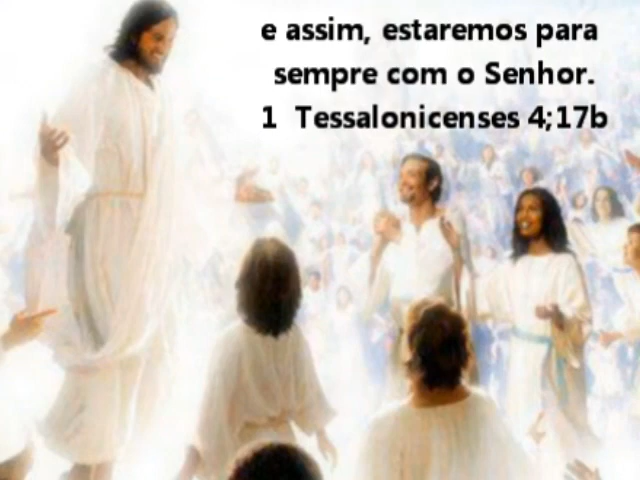 e assim, estaremos para
sempre com o Senhor.
1 Tessalonicenses 4;17b